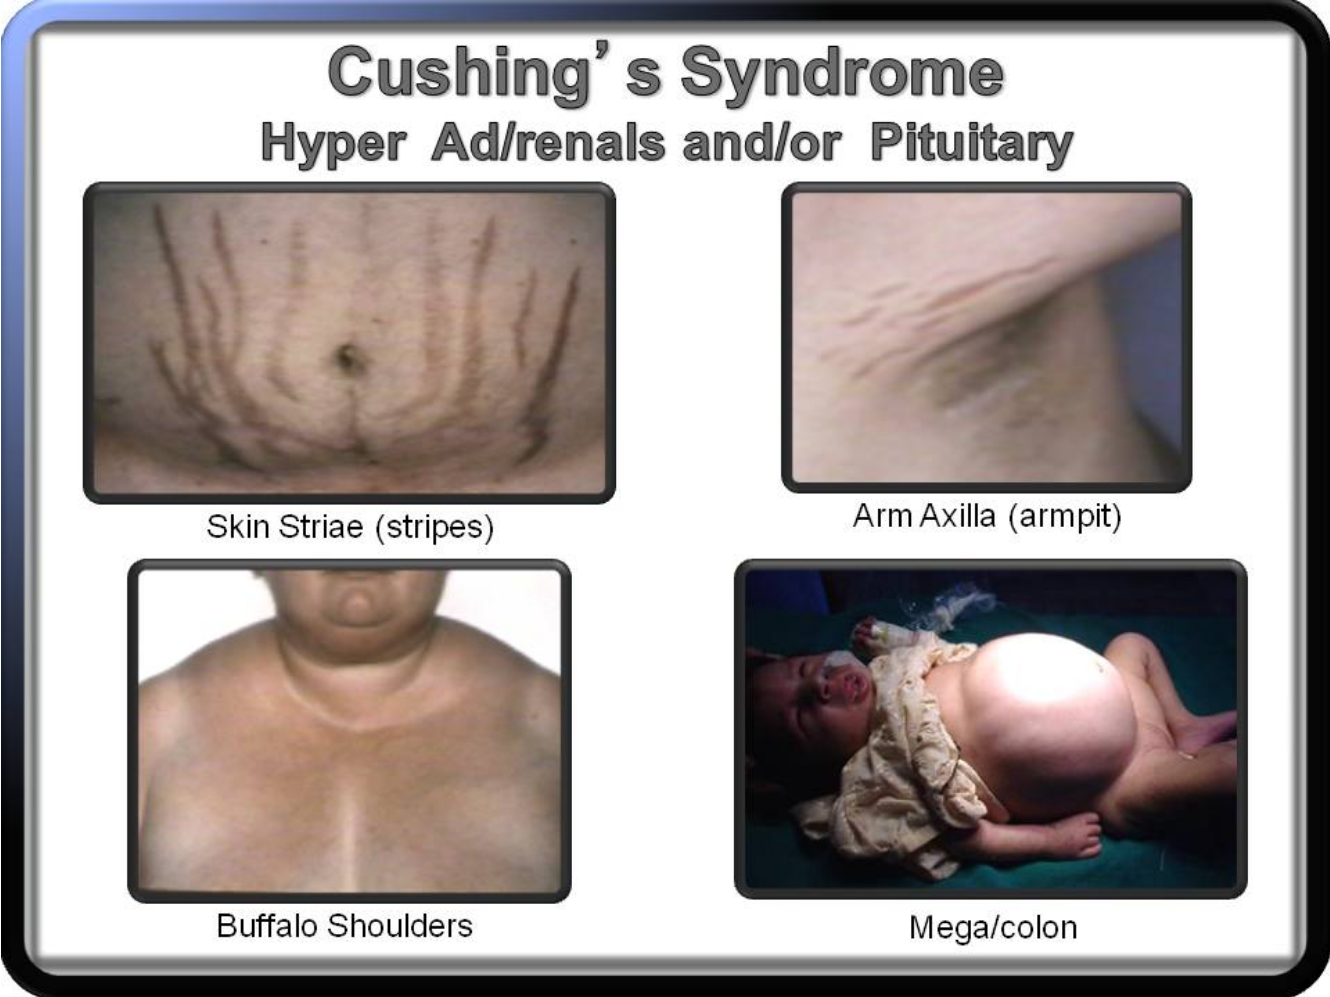 Cushing’s Syndrome
Hyper Ad/renals and/or Pituitary
Skin Striae (stripes)
Arm Axilla (armpit)
Buffalo Shoulders
Mega/colon